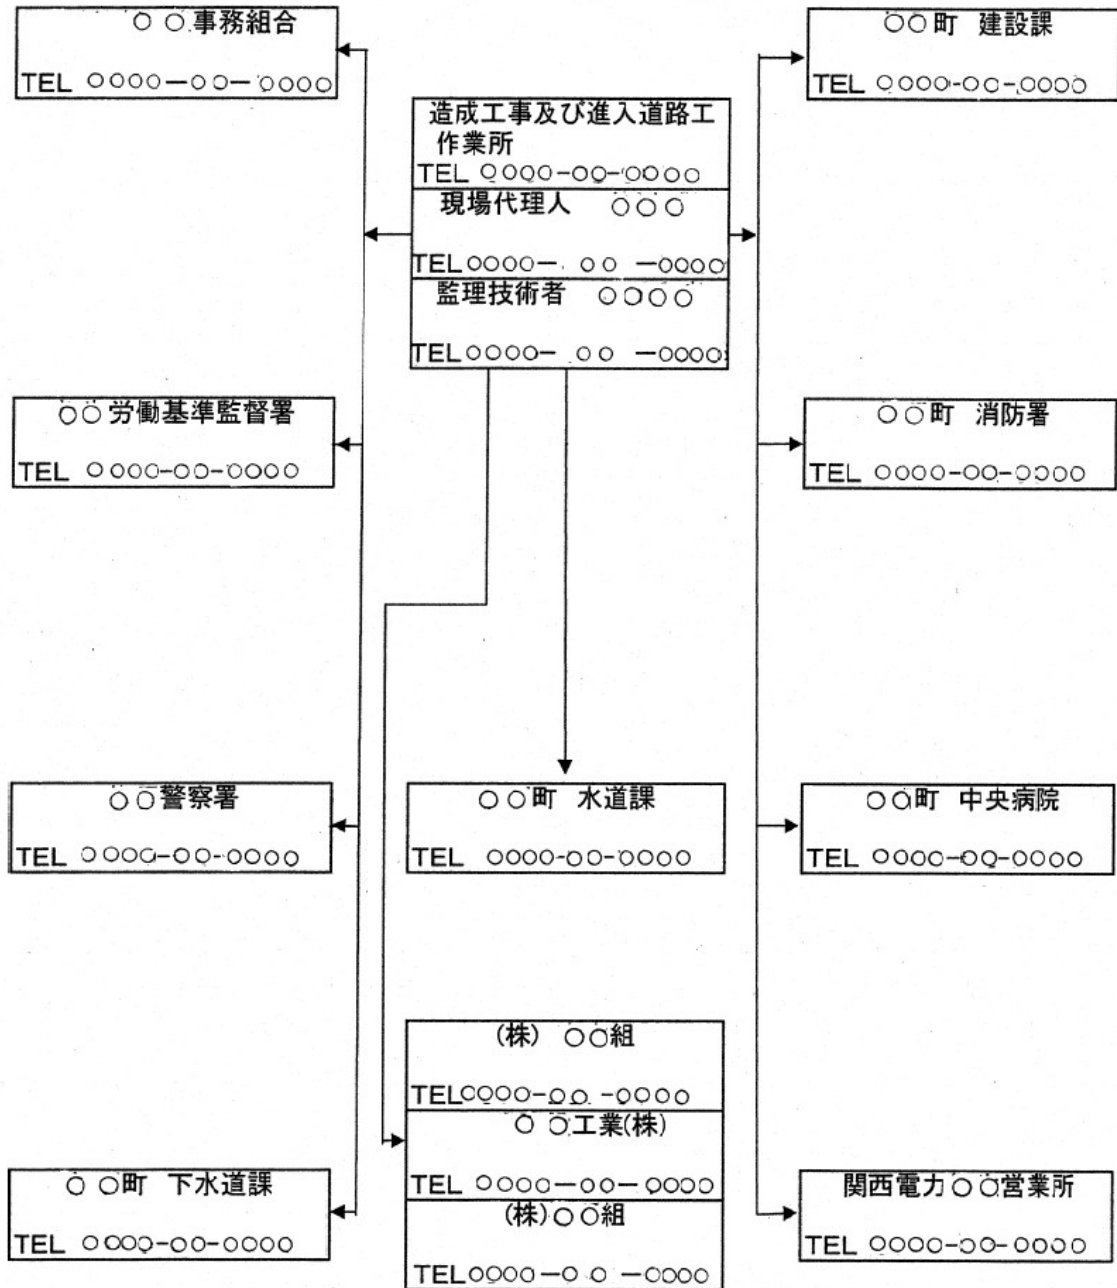 ○ ○事務組合
TEL ○○○○-○○-○○○○
○○町 建設課
TEL ○○○○-○○-○○○○
造成工事及び進入道路工
作業所
TEL ○○○○-○○-○○○○
現場代理人 ○○○
TEL○○○○- ○○ -○○○○
監理技術者 ○○○○
TEL○○○○- ○○ -○○○○
○○労働基準監督署
TEL ○○○○-○○-○○○○
○○町 消防署
TEL ○○○○-○○-○○○○
○○警察署
TEL ○○○○-○○-○○○○
○○町 水道課
TEL ○○○○-○○-○○○○
○○町 中央病院
TEL ○○○○-○○-○○○○
(株) ○○組
TEL○○○○-○○-○○○○
○ ○工業(株)
TEL ○○○○-○○-○○○○
(株)○○組
TEL○○○○-○○-○○○○
○ ○町 下水道課
TEL ○○○○-○○-○○○○
関西電力○○営業所
TEL ○○○○-○○-○○○○